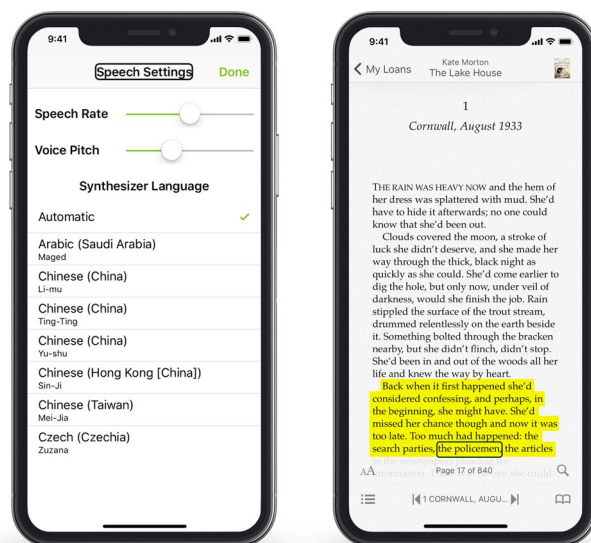 9:41
Speech Settings
Done
Speech Rate
Voice Pitch
Synthesizer Language
Automatic
Arabic (Saudi Arabia)
Maged
Chinese (China)
Li-mu
Chinese (China)
Ting-Ting
Chinese (China)
Yu-shu
Chinese (Hong Kong [China])
Sin-Ji
Chinese (Taiwan)
Mei-Jia
Czech (Czechia)
Zuzana
9:41
My Loans
Kate Morton
The Lake House
1
Cornwall, August 1933
THE RAIN WAS HEAVY NOW and the hem of
her dress was splattered with mud. She’d
have to hide it afterwards; no one could
know that she’d been out.
Clouds covered the moon, a stroke of
luck she didn’t deserve, and she made her
way through the thick, black night as
quickly as she could. She’d come earlier to
dig the hole, but only now, under veil of
darkness, would she finish the job. Rain
stippled the surface of the trout stream,
drummed relentlessly on the earth beside
it. Something bolted through the bracken
nearby, but she didn’t flinch, didn’t stop.
She’d been in and out of the woods all her
life and knew the way by heart.
Back when it first happened she’d
considered confessing, and perhaps, in
the beginning, she might have. She’d
missed her chance though and now it was
too late. Too much had happened: the
search parties, the policemen, the articles
in the newspapers pleading for
AA
Page 17 of 840
1 CORNWALL, AUGU...